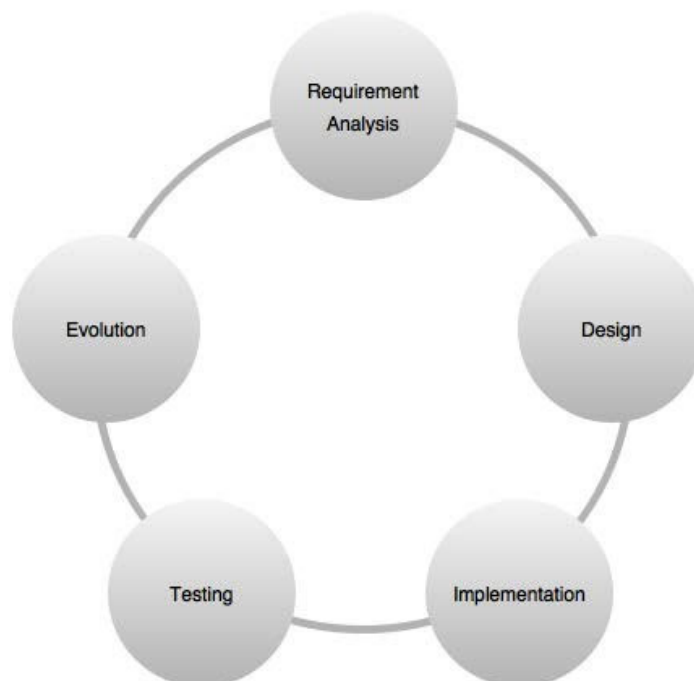 Requirement
Analysis
Design
Implementation
Testing
Evolution